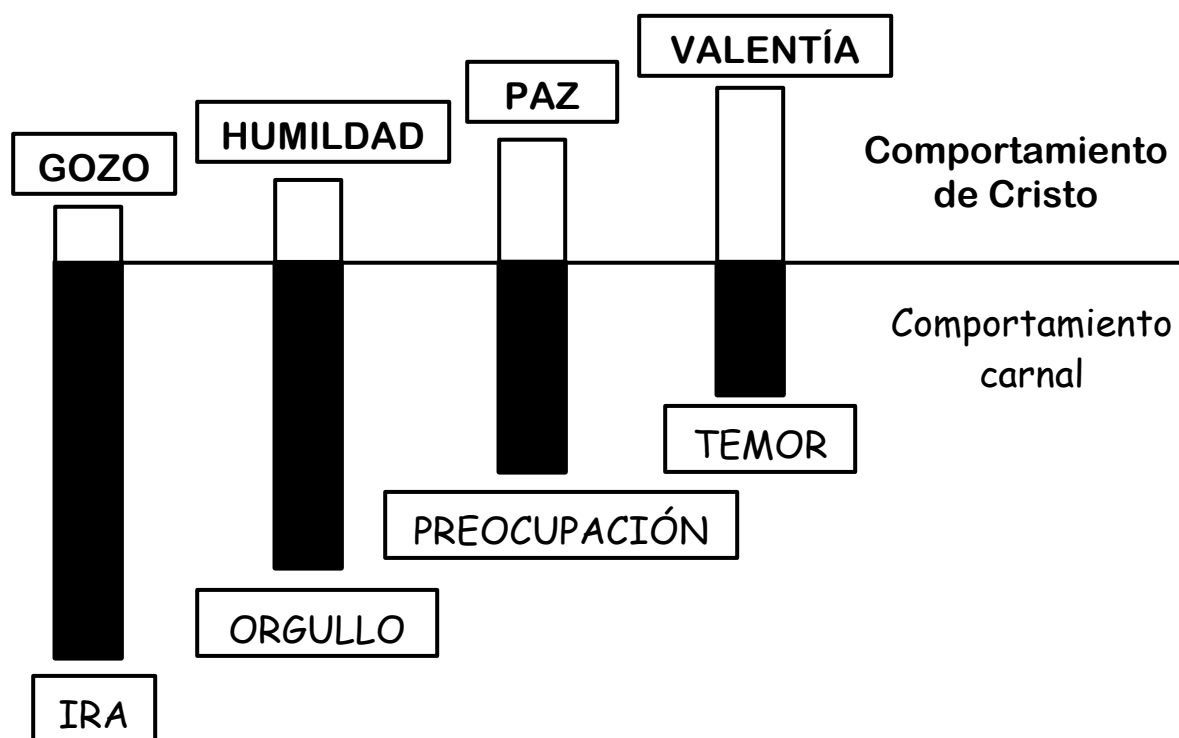 VALENTÍA
PAZ
HUMILDAD
GOZO
Comportamiento
de Cristo
Comportamiento
carnal
TEMOR
PREOCUPACIÓN
ORGULLO
IRA